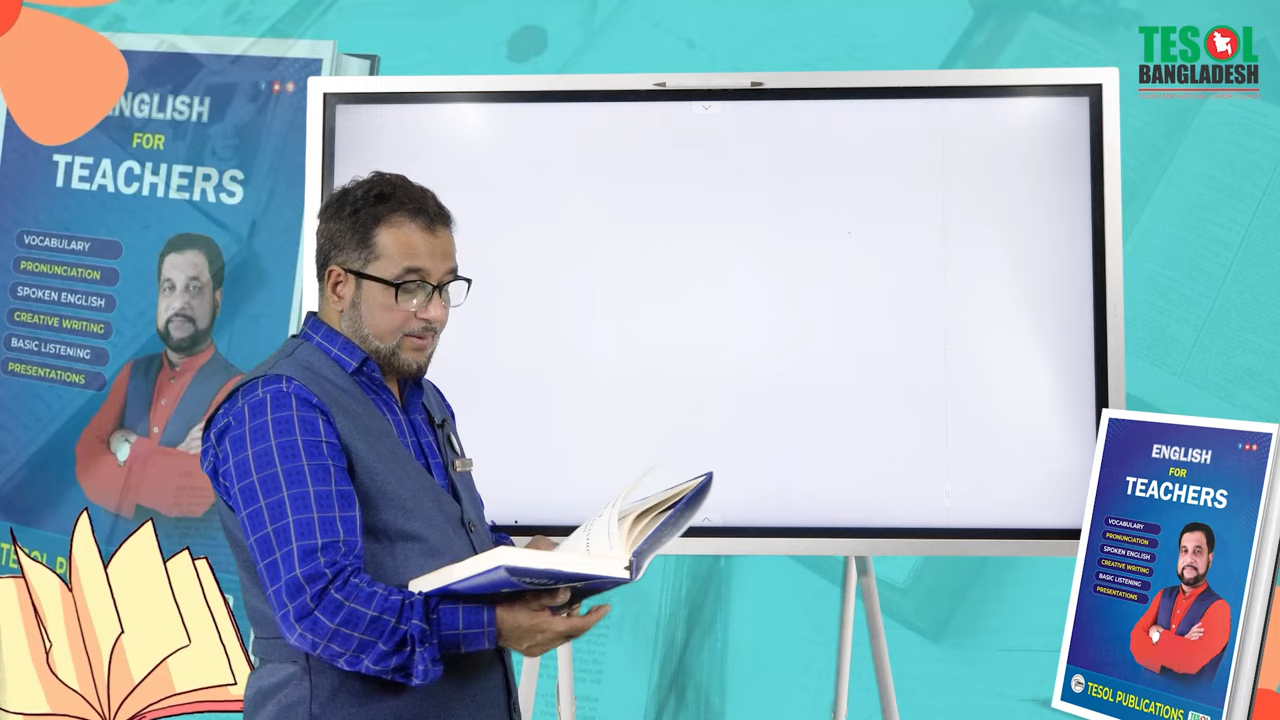 ENGLISH
FOR
TEACHERS
VOCABULARY
PRONUNCIATION
SPOKEN ENGLISH
CREATIVE WRITING
BASIC LISTENING
PRESENTATIONS
TESOL P
TESOL
BANGLADESH
ENGLISH
FOR
TEACHERS
VOCABULARY
PRONUNCIATION
SPOKEN ENGLISH
CREATIVE WRITING
BASIC LISTENING
PRESENTATIONS
TESOL PUBLICATIONS